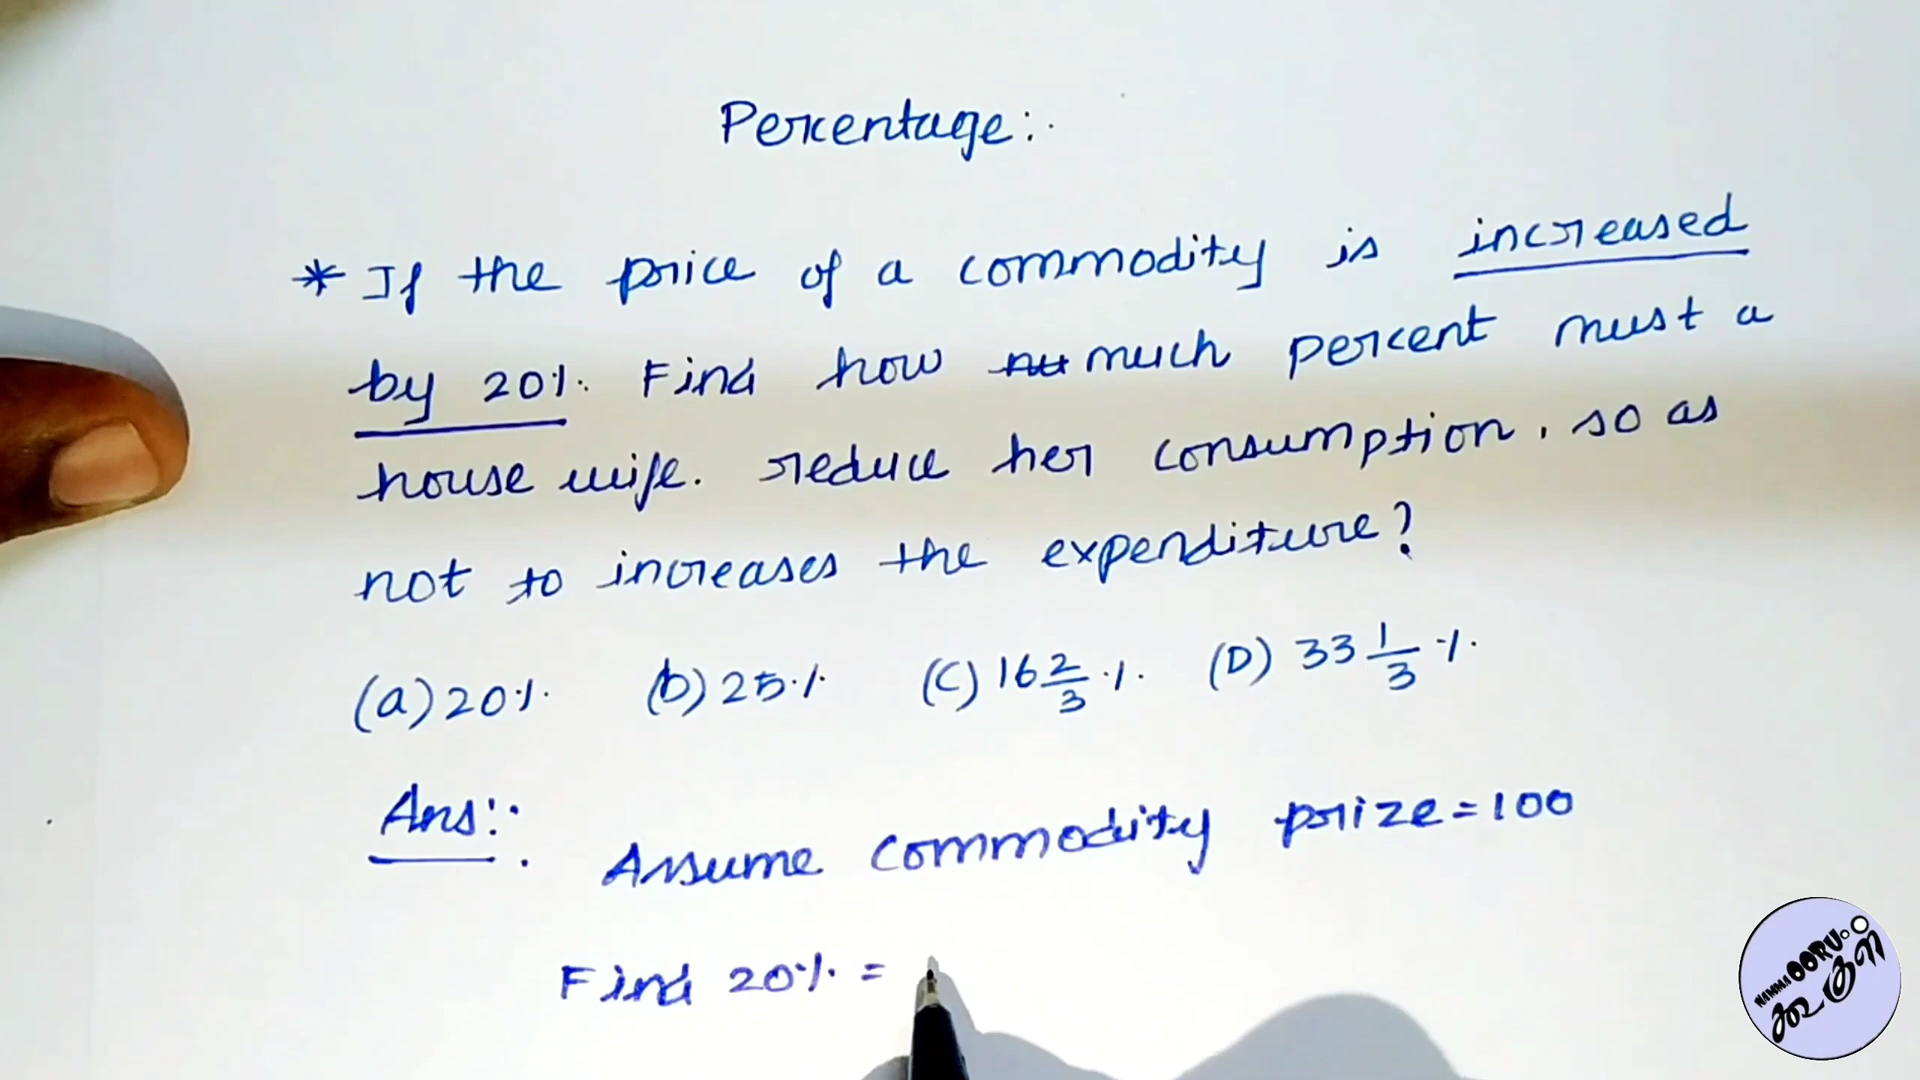 Percentage:
* If the price of a commodity is increased
by 20%. Find how much percent must a
house wife. reduce her consumption. so as
not to increases the expenditure?
(a) 20% (b) 25% (C) 16 2/3 % (D) 33 1/3 %
Ans:
Assume commodity prize = 100
Find 20% =
NAMMA OORU